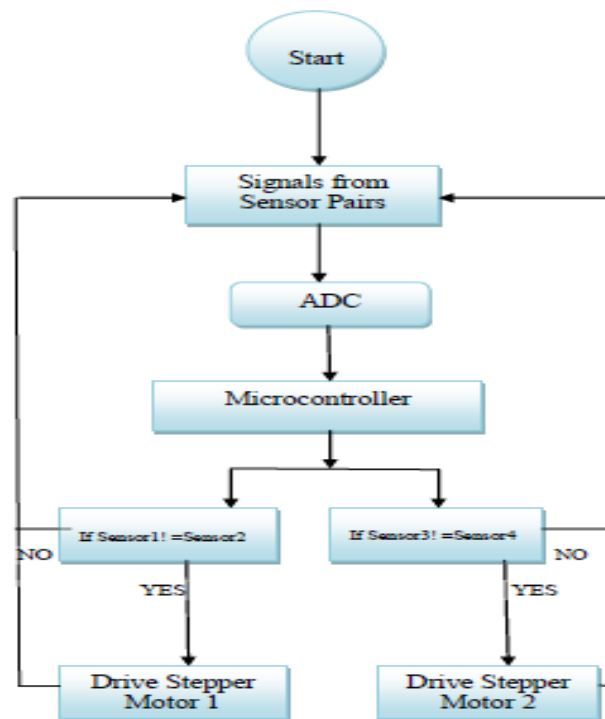 Start
Signals from
Sensor Pairs
ADC
Microcontroller
If Sensor1! =Sensor2
If Sensor3! =Sensor4
NO
NO
YES
YES
Drive Stepper
Motor 1
Drive Stepper
Motor 2